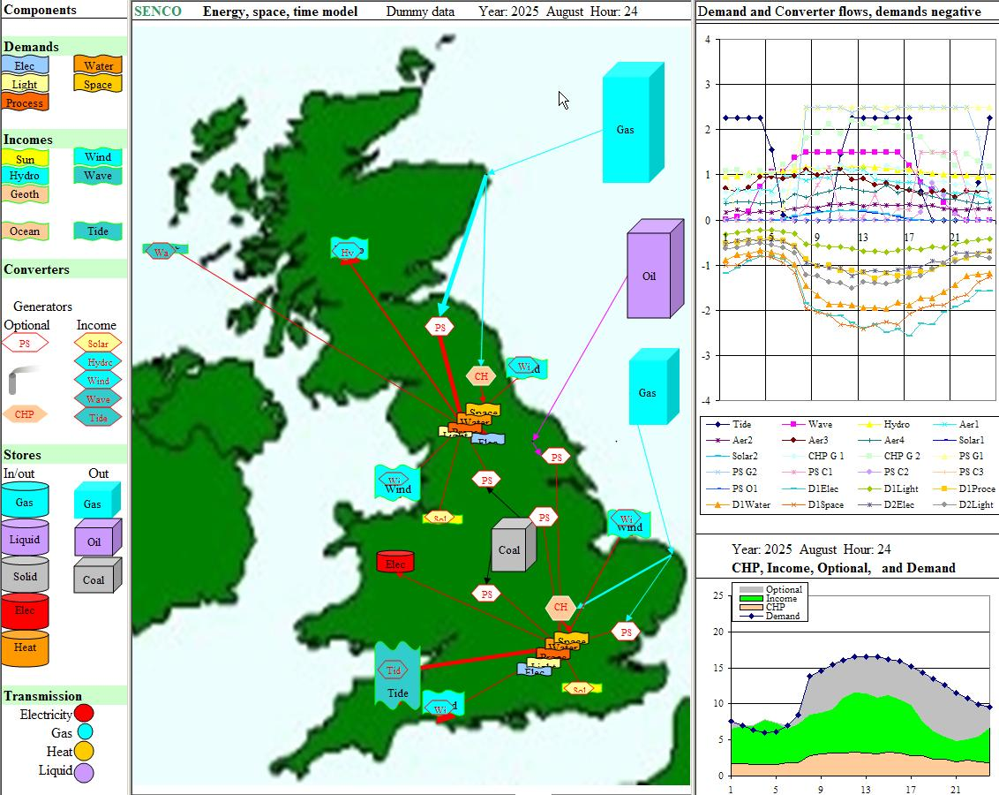 Components
Demands
Elec Water
Light Space
Process
Incomes
Sun Wind
Hydro Wave
Geoth
Ocean Tide
Converters
Generators
Optional Income
PS Solar
Hydro
Wind
CHP Wave
Tide
Stores
In/out Out
Gas Gas
Liquid Oil
Solid Coal
Elec
Heat
Transmission
Electricity
Gas
Heat
Liquid
SENCO Energy, space, time model Dummy data Year: 2025 August Hour: 24
Gas
Wa
Hy
Oil
PS
CH
Wi
Gas
Space
Water
Light
Elec
PS
Wi
Wind
PS
Sol
PS
Wi
Wind
Coal
Elec
PS
CH
PS
Space
Water
Light
Elec
Tid
Tide
Sol
Wi
Demand and Converter flows, demands negative
4
3
2
1
0
1 5 9 13 17 21
-1
-2
-4
Tide Wave Hydro Aer1
Aer2 Aer3 Aer4 Solar1
Solar2 CHP G 1 CHP G 2 PS G1
PS G2 PS C1 PS C2 PS C3
PS O1 D1Elec D1Light D1Proce
D1Water D1Space D2Elec D2Light
Year: 2025 August Hour: 24
CHP, Income, Optional, and Demand
25
20
15
10
5
0
Optional
Income
CHP
Demand
1 5 9 13 17 21